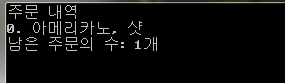 주문 내역
0. 아메리카노, 샷
남은 주문의 수: 1개